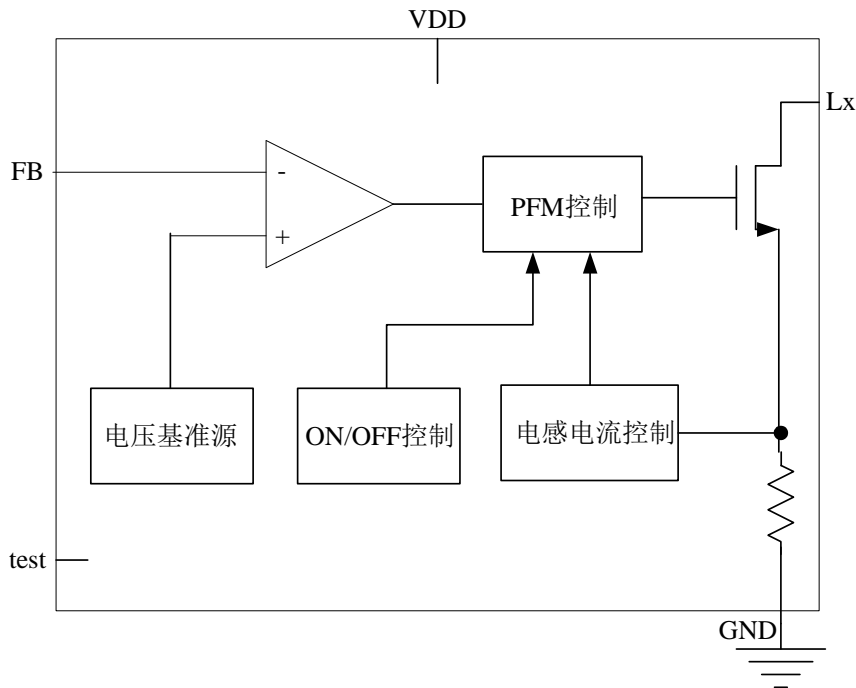 VDD
Lx
FB
-
+
PFM控制
电压基准源
ON/OFF控制
电感电流控制
test
GND